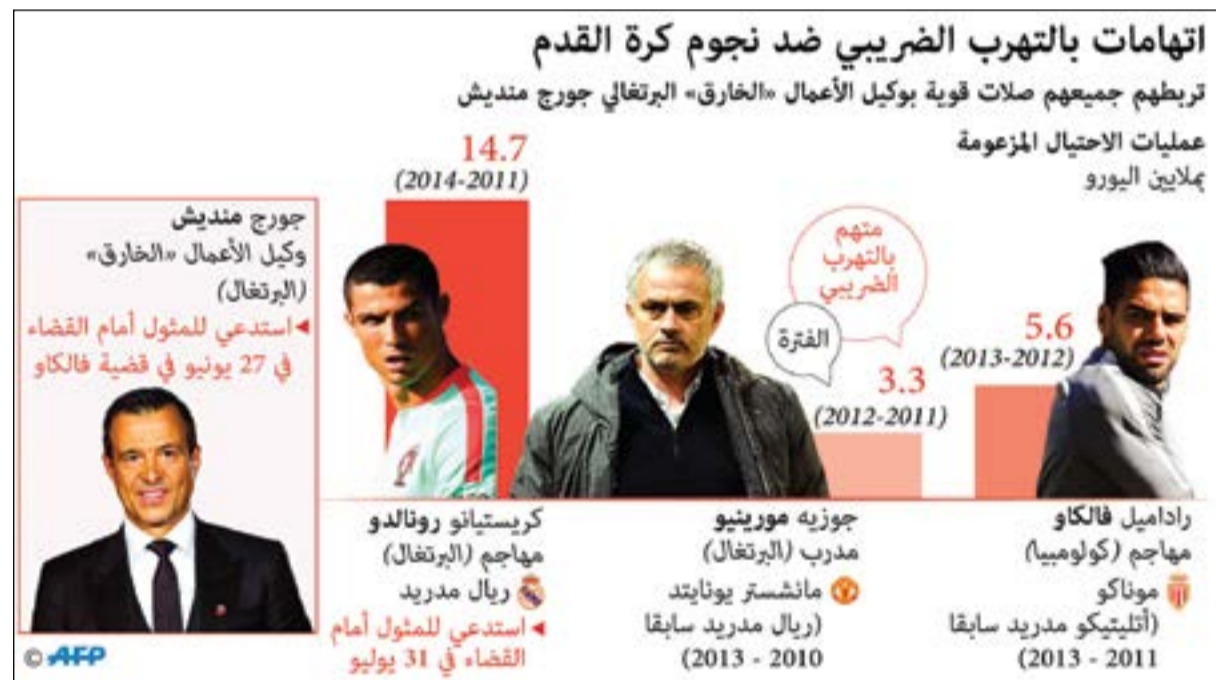 اتهامات بالتهرب الضريبي ضد نجوم كرة القدم
تربطهم جميعهم صلات قوية بوكيل الأعمال «الخارق» البرتغالي جورج منديش
عمليات الاحتيال المزعومة
بملايين اليورو
متهم
بالتهرب
الضريبي
الفترة
5.6
(2013-2012)
راداميل فالكاو
مهاجم (كولومبيا)
موناكو
(أتليتيكو مدريد سابقا
2011 - 2013)
3.3
(2012-2011)
جوزيه مورينيو
مدرب (البرتغال)
مانشستر يونايتد
(ريال مدريد سابقا
2010 - 2013)
14.7
(2014-2011)
كريستيانو رونالدو
مهاجم (البرتغال)
ريال مدريد
استدعي للمثول أمام
القضاء في 31 يوليو
جورج منديش
وكيل الأعمال «الخارق»
(البرتغال)
استدعي للمثول أمام القضاء
في 27 يونيو في قضية فالكاو
© AFP